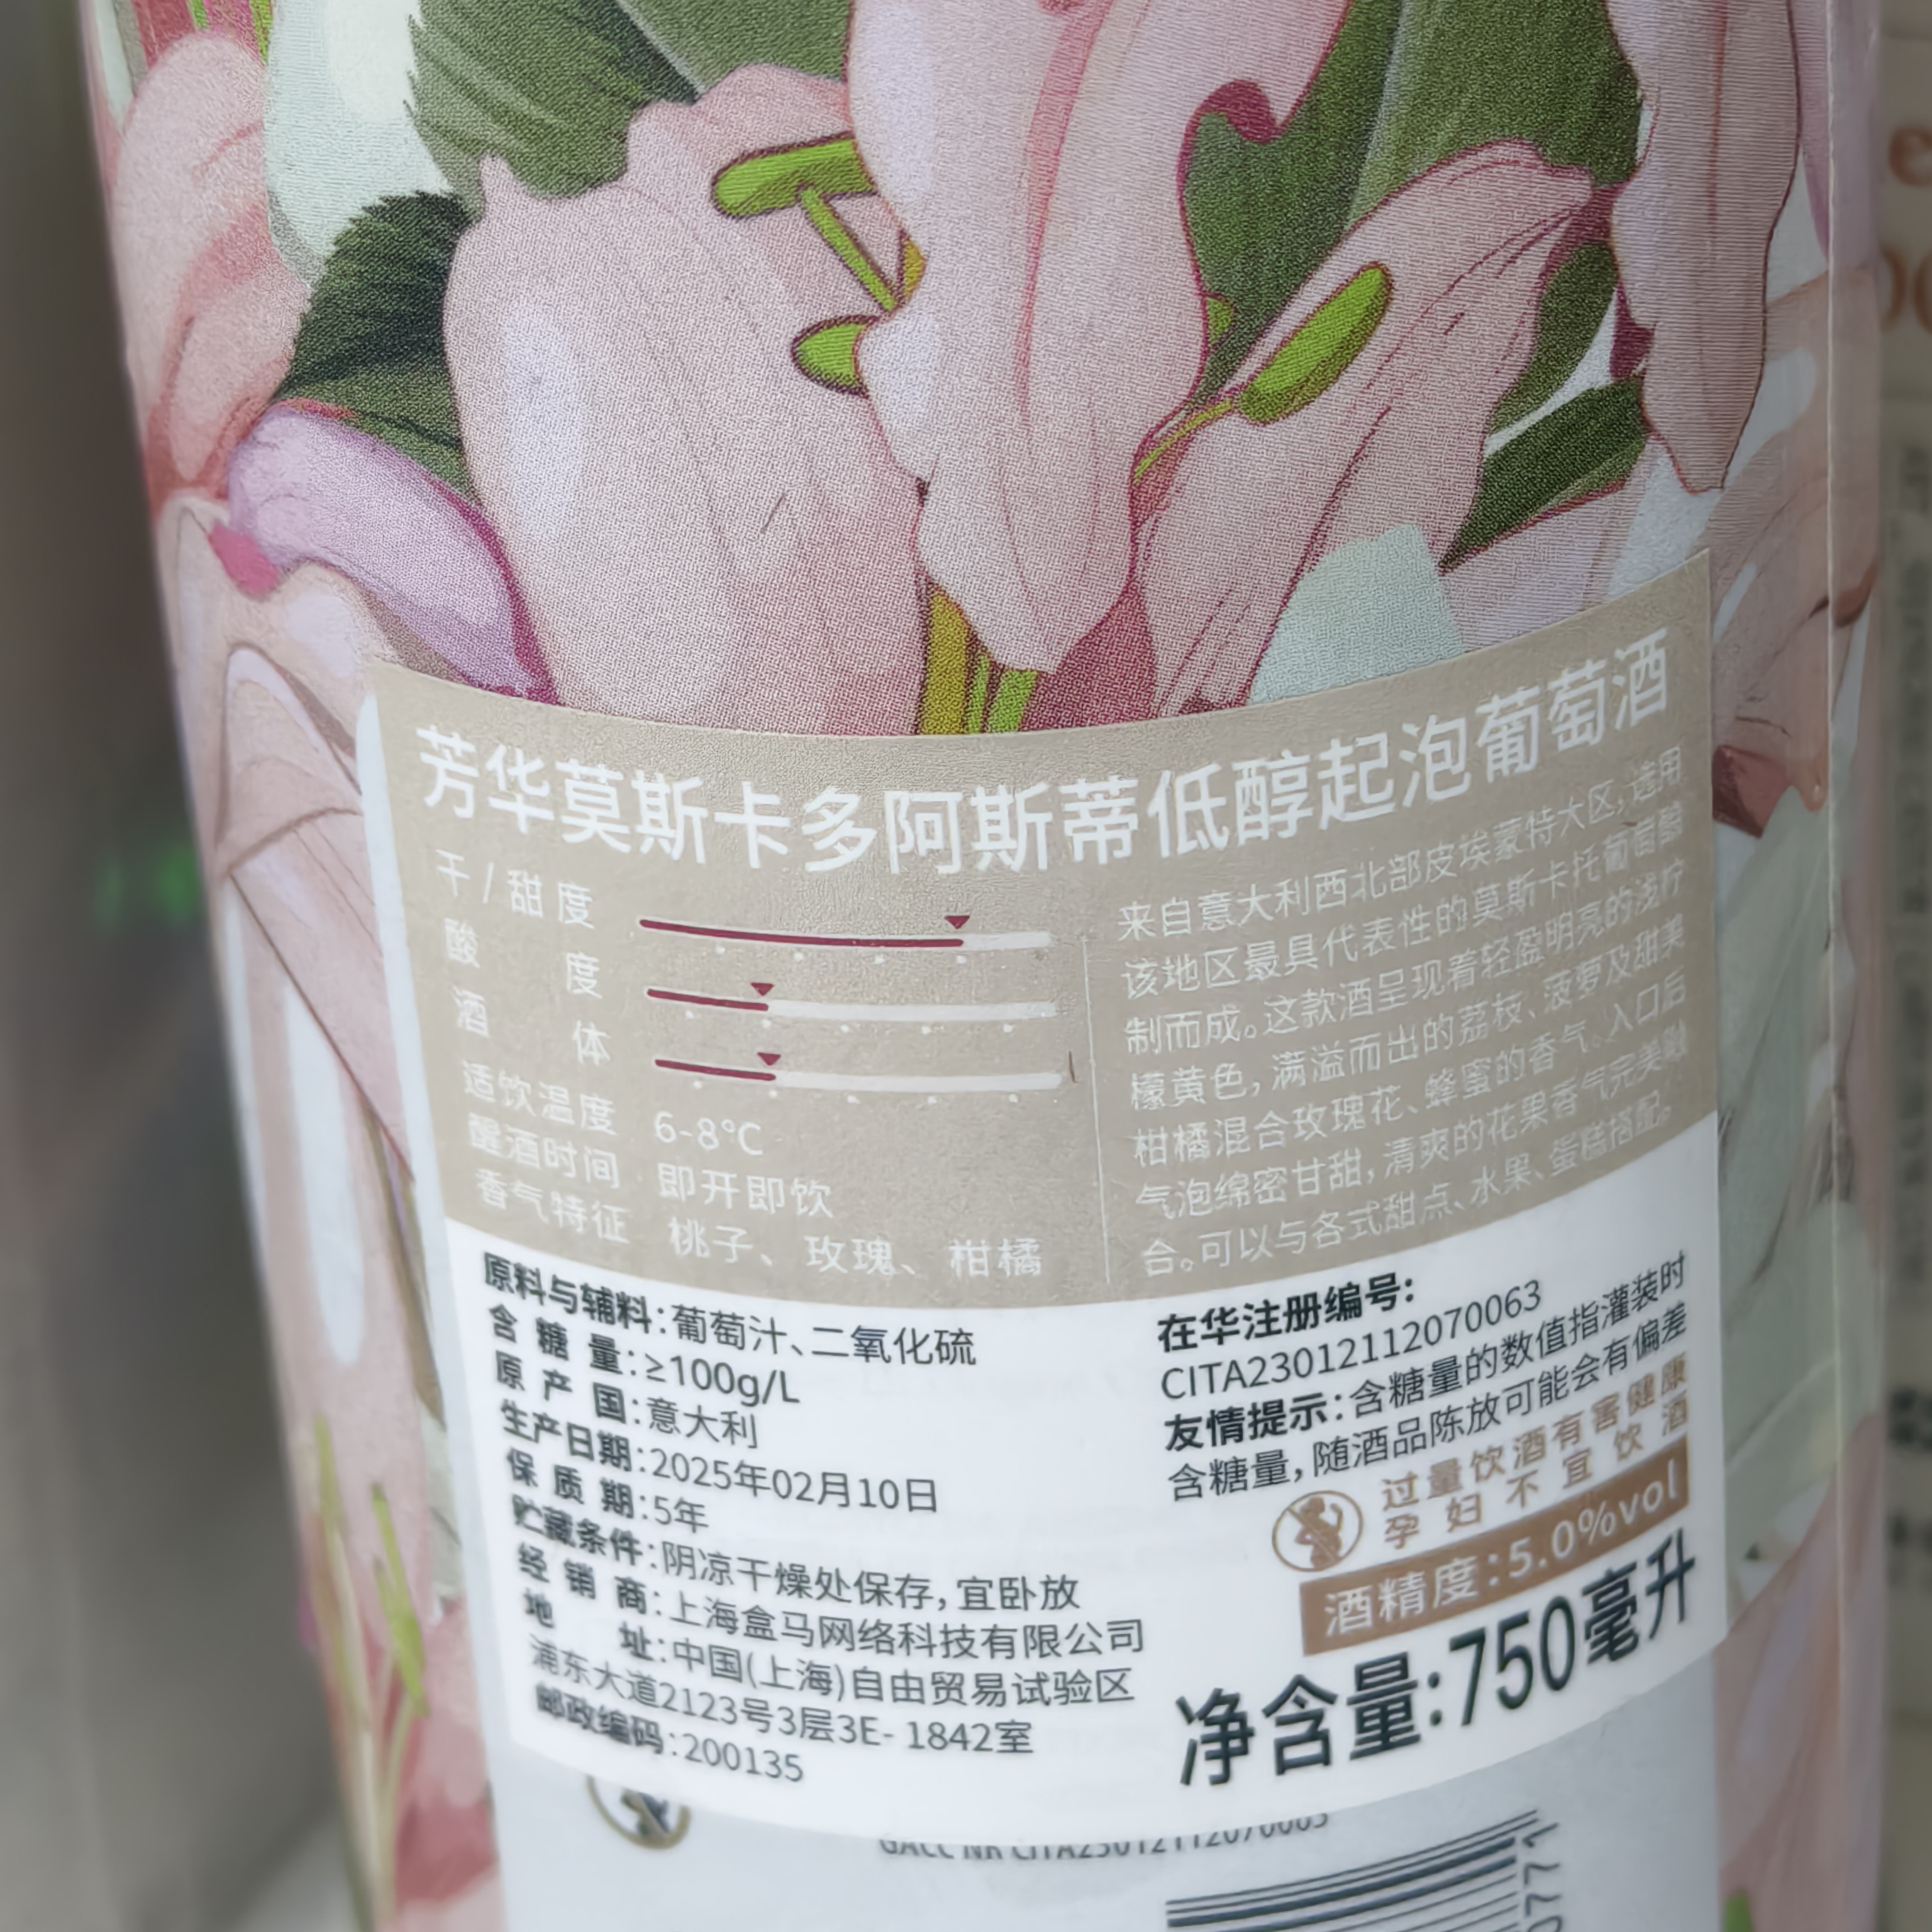 芳华莫斯卡多阿斯蒂低醇起泡葡萄酒
干/甜度
酸度
酒体
适饮温度 6-8℃
醒酒时间 即开即饮
香气特征 桃子、玫瑰、柑橘
来自意大利西北部皮埃蒙特大区,选用
该地区最具代表性的莫斯卡托葡萄酿
制而成。这款酒呈现着轻盈明亮的浅柠
檬黄色,满溢而出的荔枝、菠萝及甜美
柑橘混合玫瑰花、蜂蜜的香气、入口后
气泡绵密甘甜,清爽的花果香气完美融
合。可以与各式甜点、水果、蛋糕搭配。
原料与辅料:葡萄汁、二氧化硫
含糖量:≥100g/L
原产国:意大利
生产日期:2025年02月10日
保质期:5年
贮藏条件:阴凉干燥处保存,宜卧放
经销商:上海盒马网络科技有限公司
地址:中国(上海)自由贸易试验区
浦东大道2123号3层3E- 1842室
邮政编码:200135
在华注册编号:
CITA23012112070063
友情提示:含糖量的数值指灌装时
含糖量,随酒品陈放可能会有偏差
过量饮酒有害健康
孕妇不宜饮酒
酒精度:5.0%vol
净含量:750毫升
GACC NR CITA23012112070063